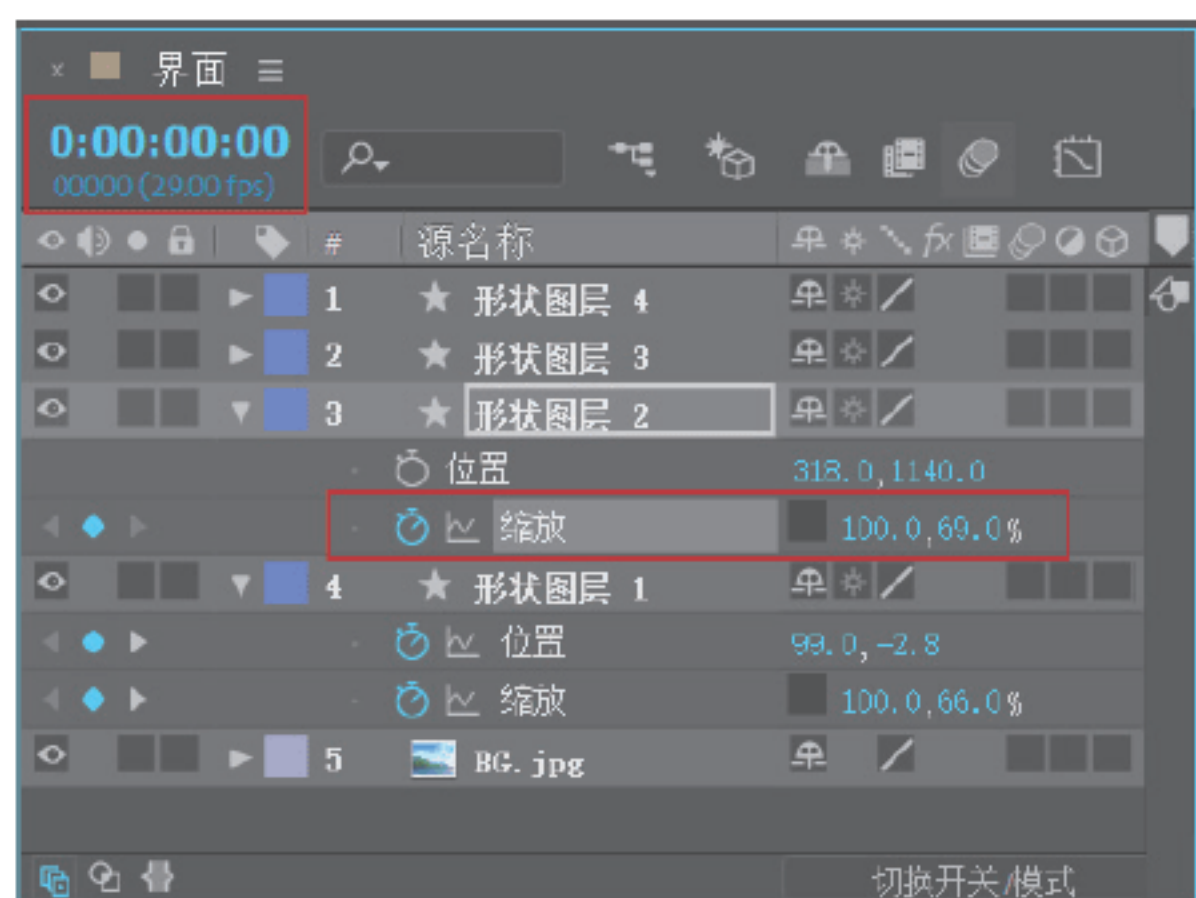 界面
0:00:00:00
00000 (29.00 fps)
# 源名称 fx
1 形状图层 4
2 形状图层 3
3 形状图层 2
位置 318.0,1140.0
缩放 100.0,69.0%
4 形状图层 1
位置 99.0,-2.8
缩放 100.0,66.0%
5 BG.jpg
切换开关/模式